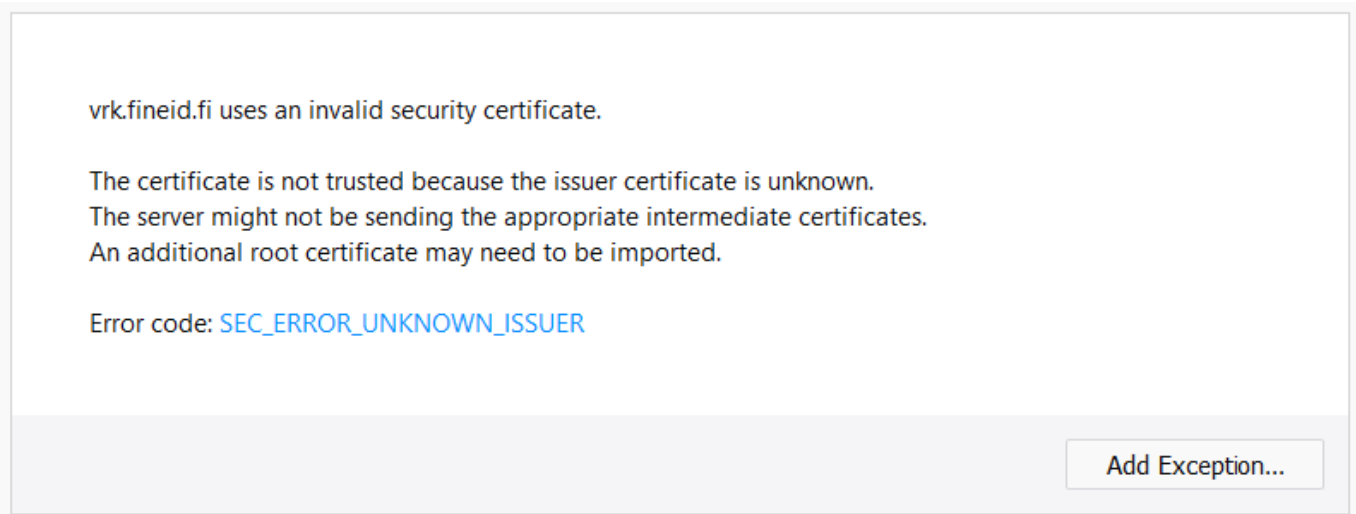 vrk.fineid.fi uses an invalid security certificate.
The certificate is not trusted because the issuer certificate is unknown.
The server might not be sending the appropriate intermediate certificates.
An additional root certificate may need to be imported.
Error code: SEC_ERROR_UNKNOWN_ISSUER
Add Exception...